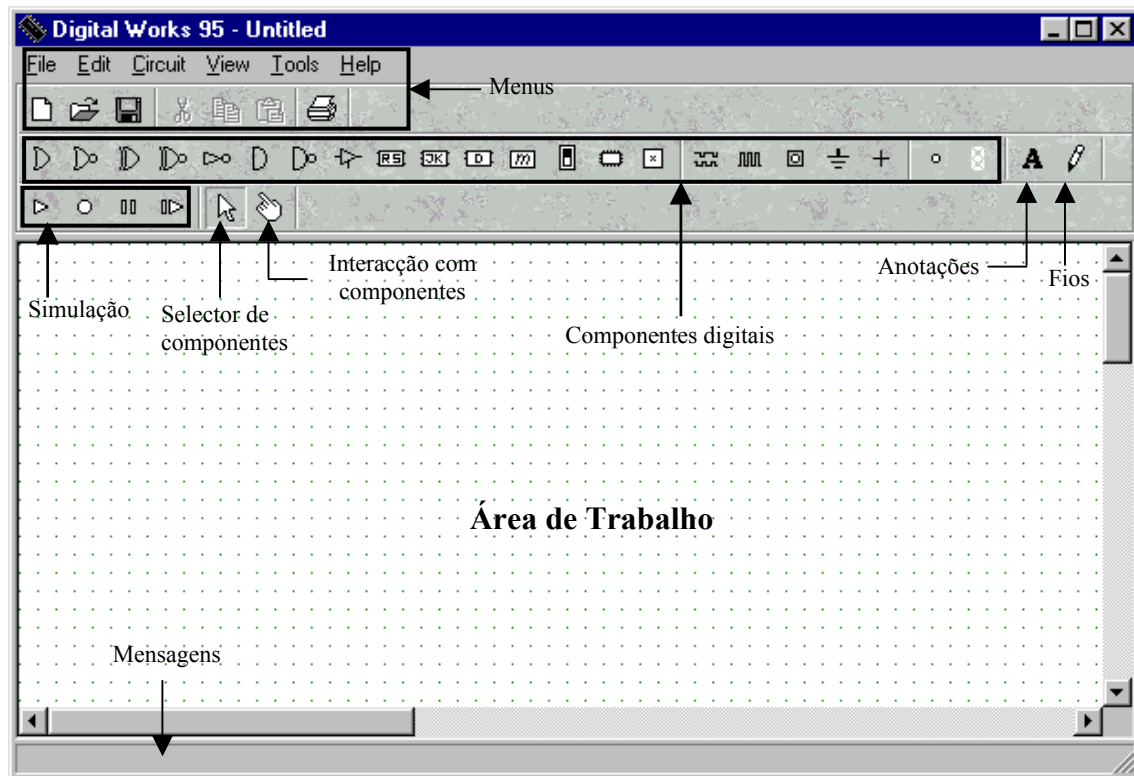 Digital Works 95 - Untitled
File Edit Circuit View Tools Help
Menus
RS JK D m
A
Simulação
Selector de
componentes
Interacção com
componentes
Componentes digitais
Anotações
Fios
Área de Trabalho
Mensagens